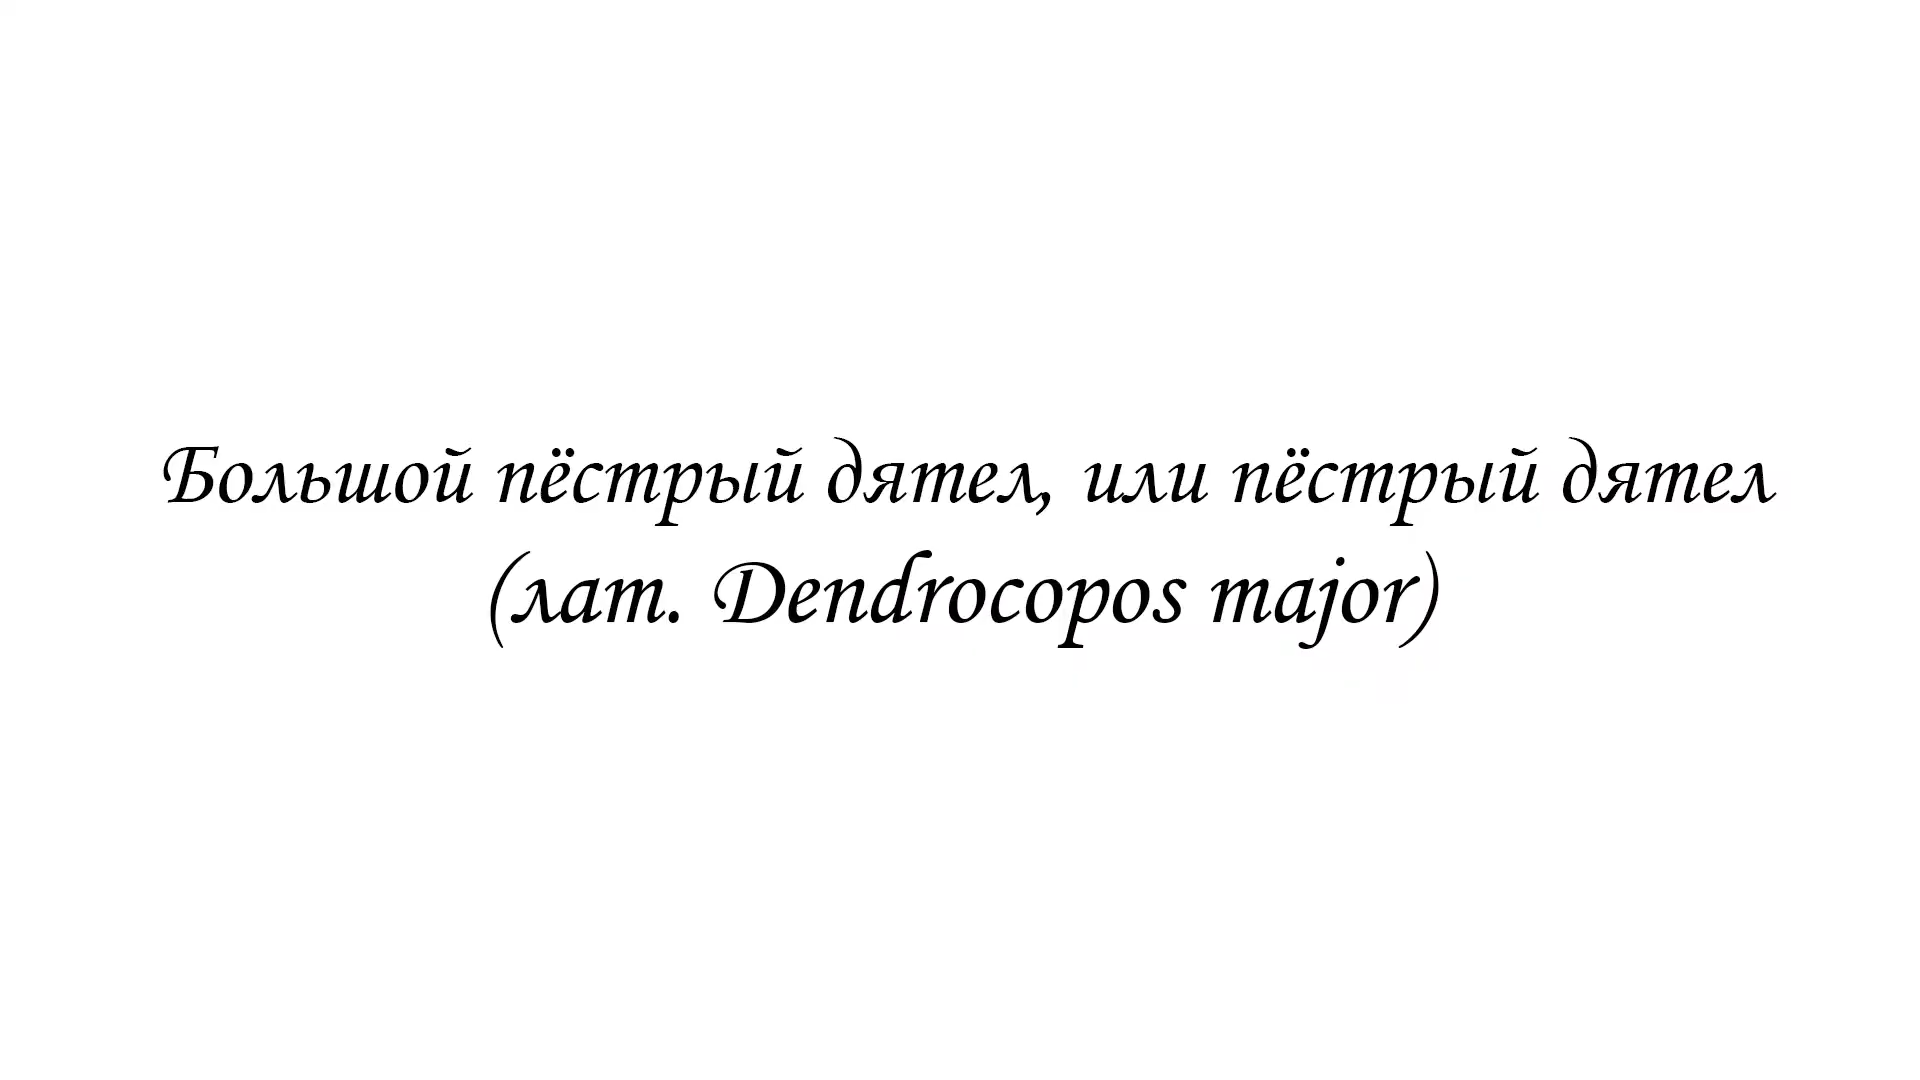 Большой пёстрый дятел, или пёстрый дятел
(лат. Dendrocopos major)